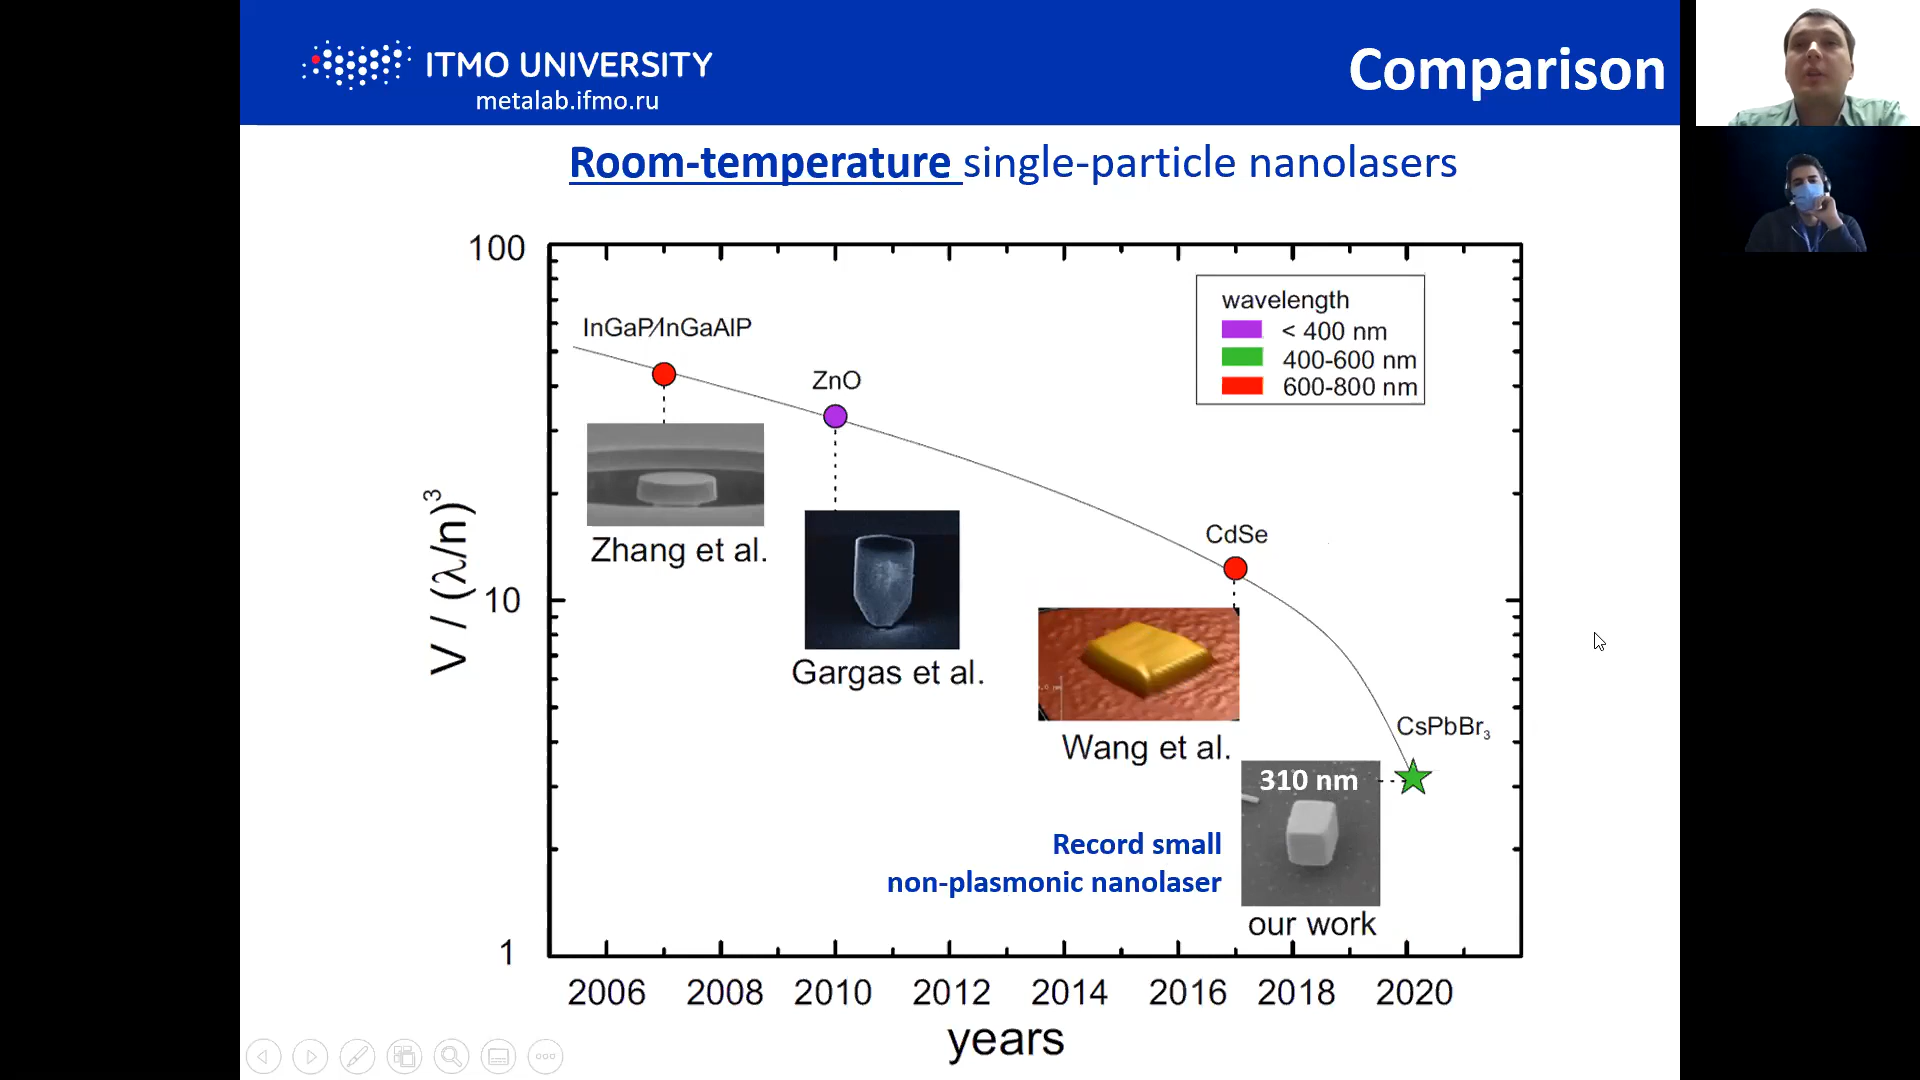 ITMO UNIVERSITY
metalab.ifmo.ru
Comparison
Room-temperature single-particle nanolasers
100
10
1
V / (λ/n)³
wavelength
< 400 nm
400-600 nm
600-800 nm
InGaP/InGaAlP
ZnO
CdSe
CsPbBr₃
Zhang et al.
Gargas et al.
Wang et al.
310 nm
Record small
non-plasmonic nanolaser
our work
2006 2008 2010 2012 2014 2016 2018 2020
years